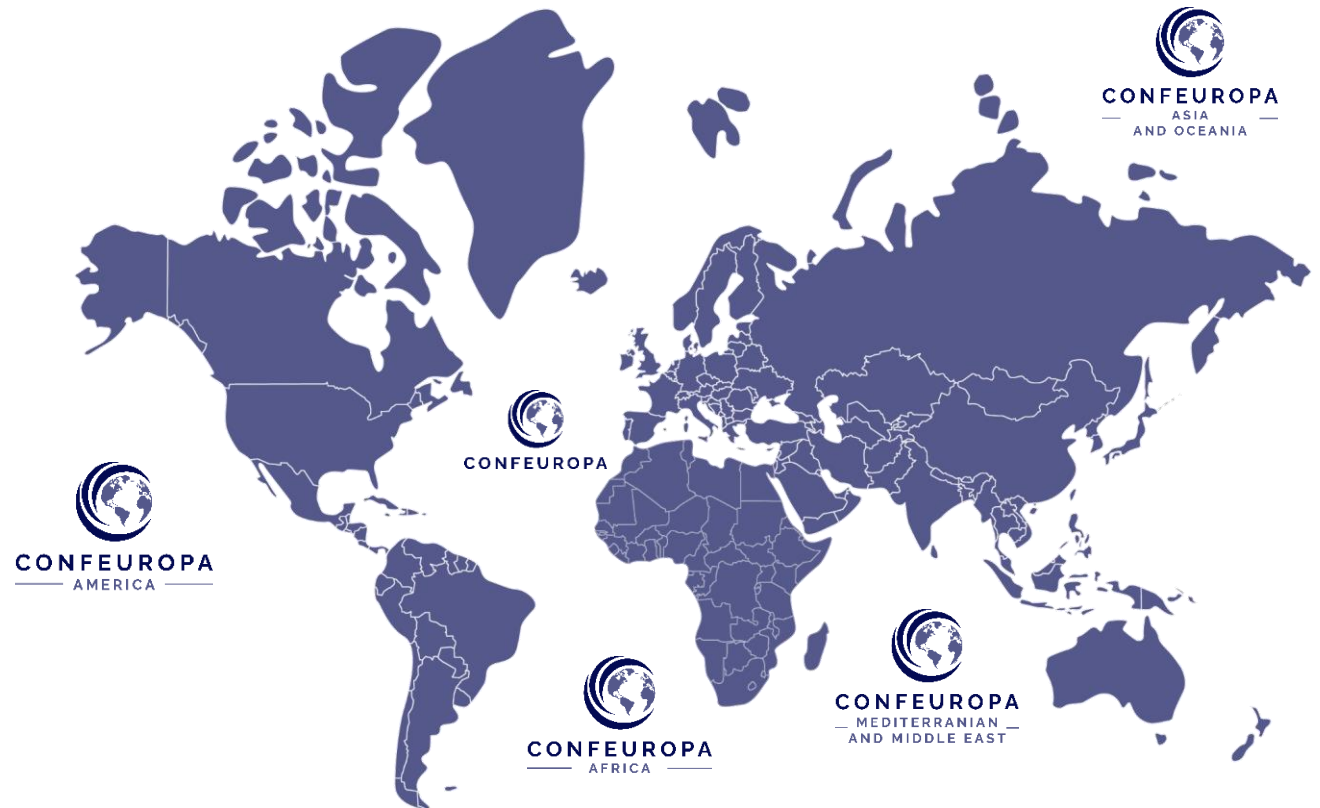 CONFEUROPA
ASIA
AND OCEANIA
CONFEUROPA
CONFEUROPA
AMERICA
CONFEUROPA
MEDITERRANIAN
AND MIDDLE EAST
CONFEUROPA
AFRICA